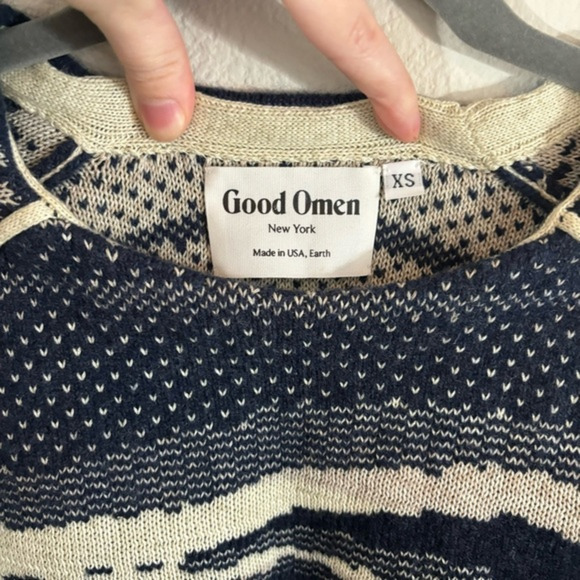 Good Omen
XS
New York
Made in USA, Earth